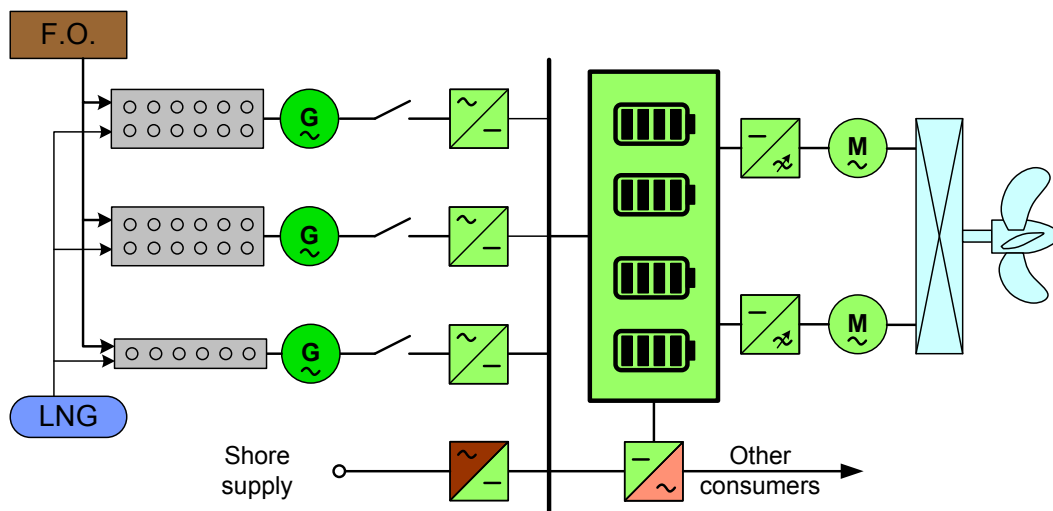 F.O.
G
G
G
M
M
LNG
Shore
supply
Other
consumers